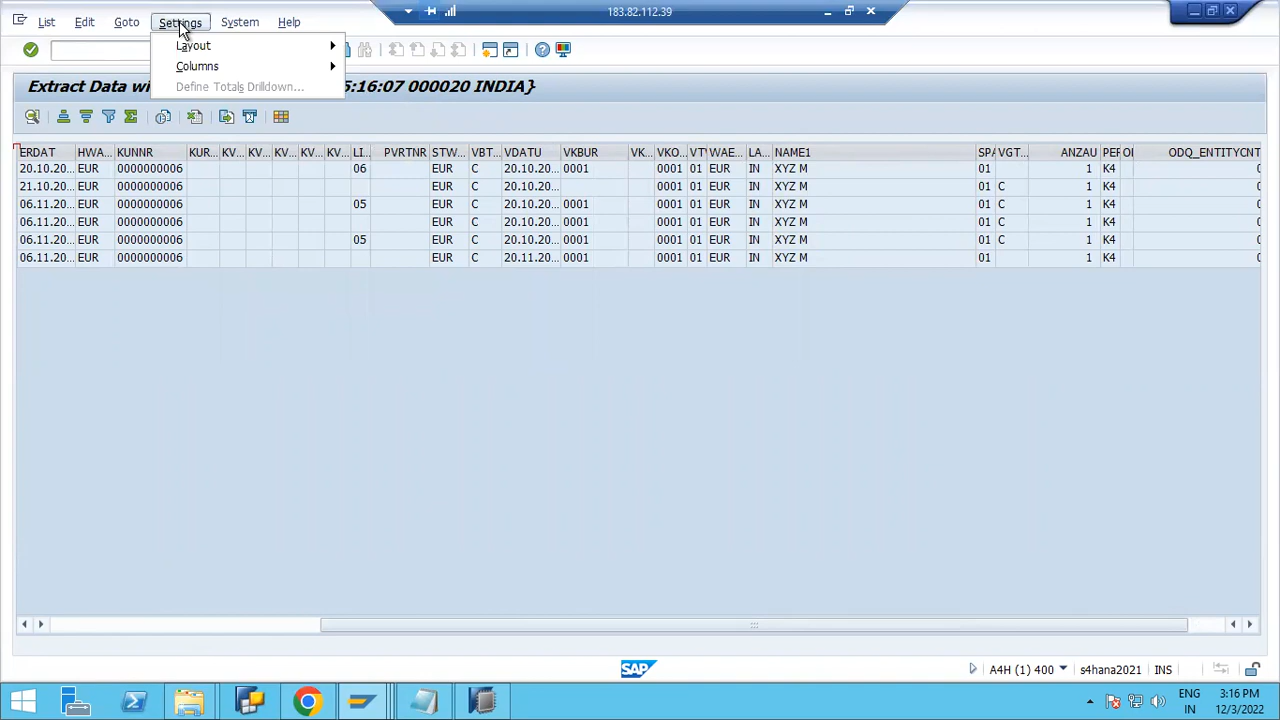 183.82.112.39
List Edit Goto Settings System Help
Layout
Columns
Define Totals Drilldown...
Extract Data wi 5:16:07 000020 INDIA}
ERDAT HWA... KUNNR KUR... KV... KV... KV... KV... KV... LI... PVRTNR STW... VBT... VDATU VKBUR VK... VKO... VTV WAE... LA... NAME1 SPA VGT... ANZAU PEF ODQ_ENTITYCNT
20.10.20... EUR 0000000006 06 EUR C 20.10.20... 0001 0001 01 EUR IN XYZ M 01 1 K4 0
21.10.20... EUR 0000000006 EUR C 20.10.20... 0001 01 EUR IN XYZ M 01 C 1 K4 0
06.11.20... EUR 0000000006 05 EUR C 20.10.20... 0001 0001 01 EUR IN XYZ M 01 C 1 K4 0
06.11.20... EUR 0000000006 EUR C 20.10.20... 0001 0001 01 EUR IN XYZ M 01 C 1 K4 0
06.11.20... EUR 0000000006 05 EUR C 20.10.20... 0001 0001 01 EUR IN XYZ M 01 C 1 K4 0
06.11.20... EUR 0000000006 EUR C 20.11.20... 0001 0001 01 EUR IN XYZ M 01 1 K4 0
SAP
A4H (1) 400 s4hana2021 INS
ENG 3:16 PM
IN 12/3/2022